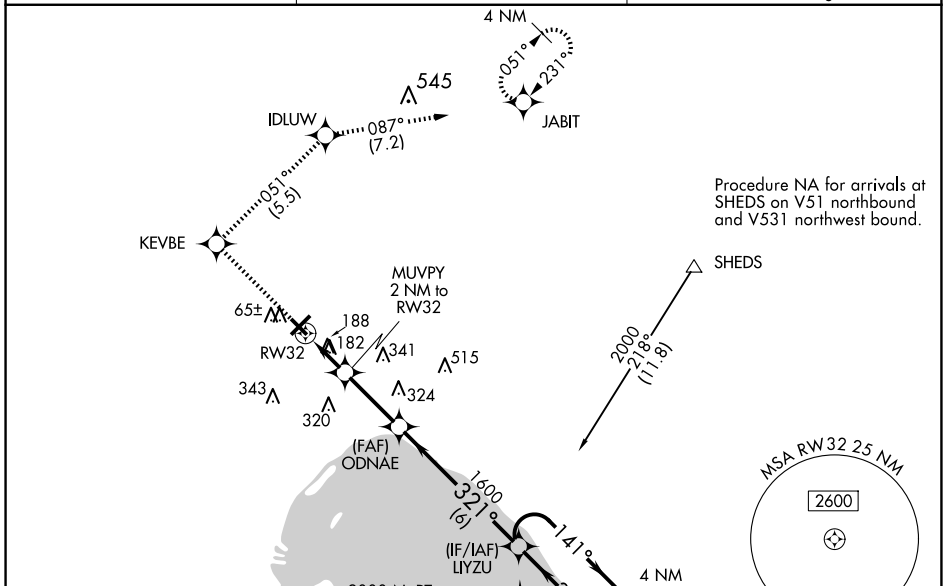 4 NM
051°
231°
JABIT
545
IDLUW
087°
(7.2)
051°
(5.5)
Procedure NA for arrivals at
SHEDS on V51 northbound
and V531 northwest bound.
KEVBE
SHEDS
MUVPY
2 NM to
RW32
65±
188
182
RW32
341
515
2000
218°
(11.8)
343
324
320
(FAF)
ODNAE
MSA RW32 25 NM
2600
1600
321°
(6)
141°
(IF/IAF)
LIYZU
4 NM